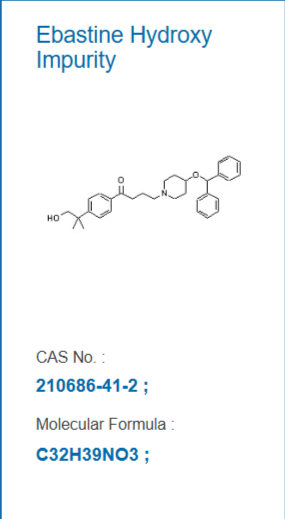 Ebastine Hydroxy
Impurity
O
O
N
HO
CAS No. :
210686-41-2 ;
Molecular Formula :
C32H39NO3 ;